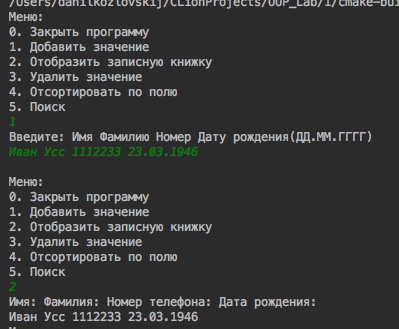 /Users/danilkozlovskij/CLionProjects/OOP_Lab/1/cmake-bui
Меню:
0. Закрыть программу
1. Добавить значение
2. Отобразить записную книжку
3. Удалить значение
4. Отсортировать по полю
5. Поиск
1
Введите: Имя Фамилию Номер Дату рождения(ДД.ММ.ГГГГ)
Иван Усс 1112233 23.03.1946
Меню:
0. Закрыть программу
1. Добавить значение
2. Отобразить записную книжку
3. Удалить значение
4. Отсортировать по полю
5. Поиск
2
Имя: Фамилия: Номер телефона: Дата рождения:
Иван Усс 1112233 23.03.1946